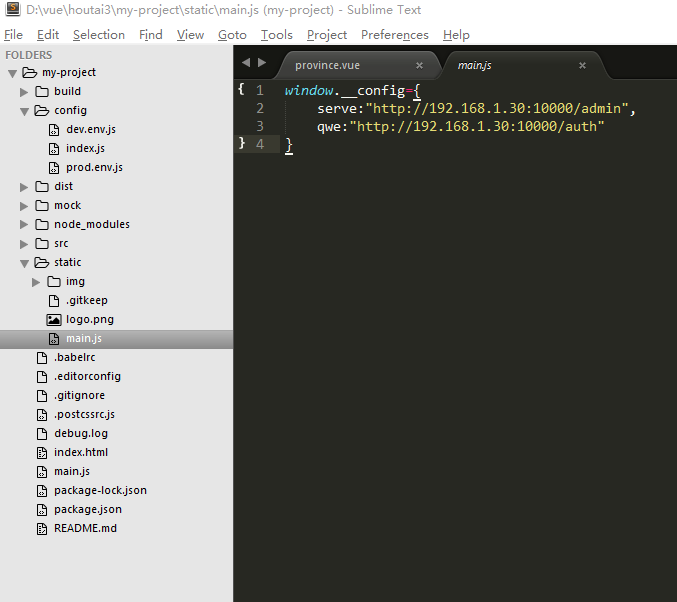 D:\vue\houtai3\my-project\static\main.js (my-project) - Sublime Text
File Edit Selection Find View Goto Tools Project Preferences Help
FOLDERS
my-project
build
config
dev.env.js
index.js
prod.env.js
dist
mock
node_modules
src
static
img
.gitkeep
logo.png
main.js
.babelrc
.editorconfig
.gitignore
.postcssrc.js
debug.log
index.html
main.js
package-lock.json
package.json
README.md
province.vue × main.js ×
{ 1 window.__config={
2 serve:"http://192.168.1.30:10000/admin",
3 qwe:"http://192.168.1.30:10000/auth"
} 4 }